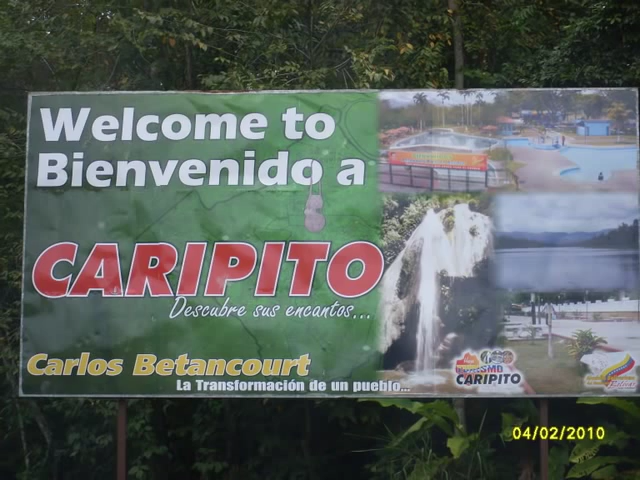 Welcome to
Bienvenido a
CARIPITO
Descubre sus encantos...
Carlos Betancourt
La Transformación de un pueblo...
CARIPITO
04/02/2010